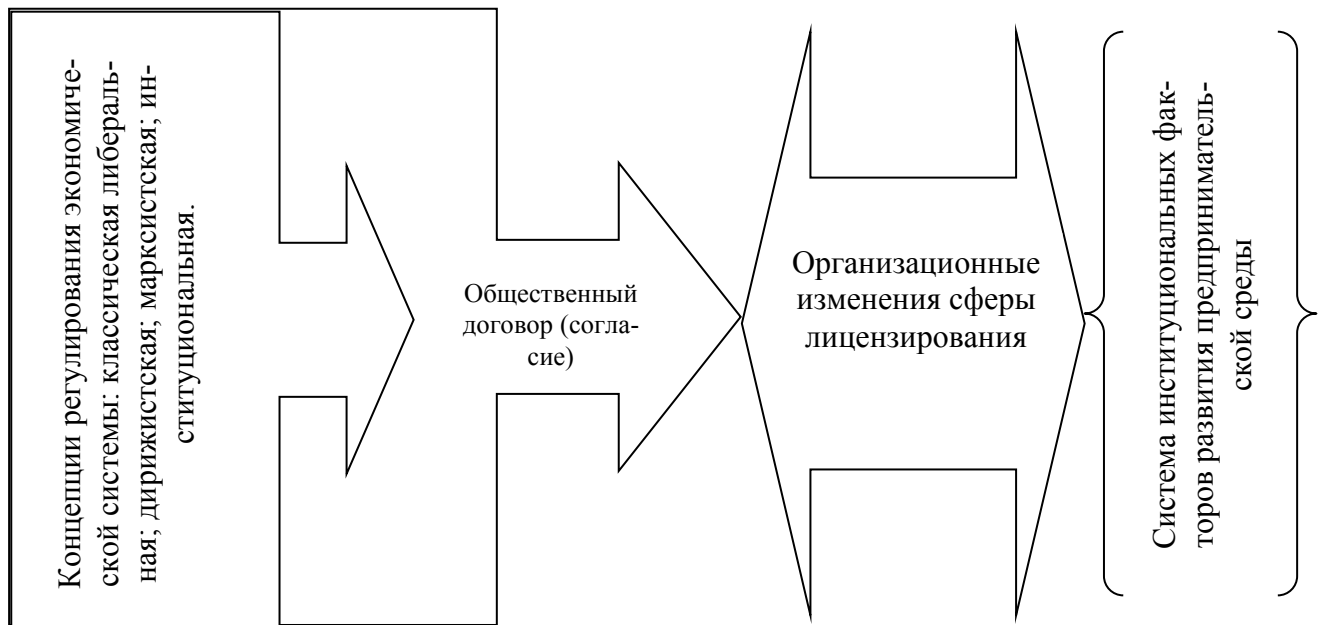 Концепции регулирования экономиче-
ской системы: классическая либераль-
ная; дирижистская; марксистская; ин-
ституциональная.
Общественный
договор (согла-
сие)
Организационные
изменения сферы
лицензирования
Система институциональных фак-
торов развития предприниматель-
ской среды